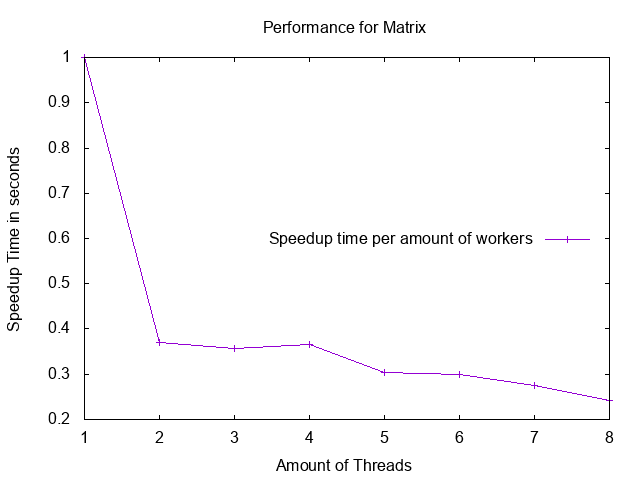 Performance for Matrix
1
0.9
0.8
0.7
0.6
0.5
0.4
0.3
0.2
Speedup Time in seconds
Speedup time per amount of workers
1 2 3 4 5 6 7 8
Amount of Threads